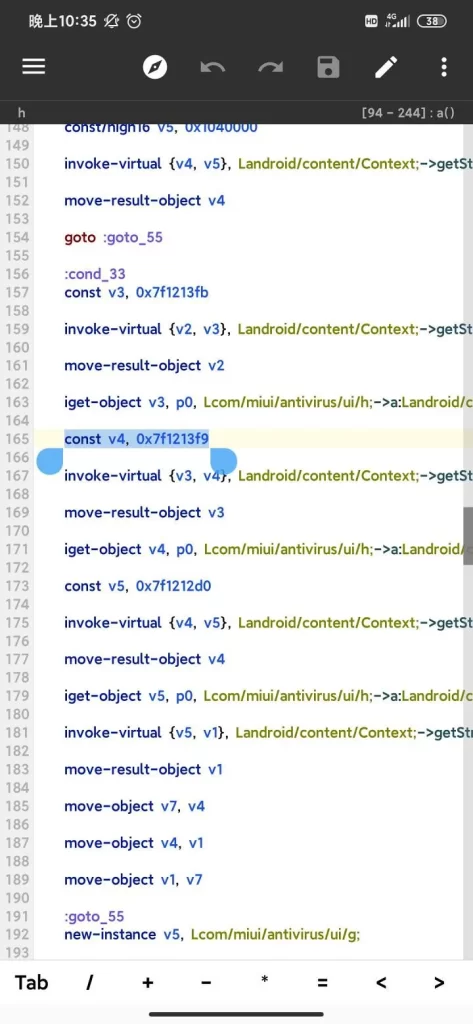 晚上10:35
HD 4G 38
h [94 - 244] : a()
148 const/high16 v5, 0x1040000
149
150 invoke-virtual {v4, v5}, Landroid/content/Context;->getSt
151
152 move-result-object v4
153
154 goto :goto_55
155
156 :cond_33
157 const v3, 0x7f1213fb
158
159 invoke-virtual {v2, v3}, Landroid/content/Context;->getSt
160
161 move-result-object v2
162
163 iget-object v3, p0, Lcom/miui/antivirus/ui/h;->a:Landroid/c
164
165 const v4, 0x7f1213f9
166
167 invoke-virtual {v3, v4}, Landroid/content/Context;->getSt
168
169 move-result-object v3
170
171 iget-object v4, p0, Lcom/miui/antivirus/ui/h;->a:Landroid/
172
173 const v5, 0x7f1212d0
174
175 invoke-virtual {v4, v5}, Landroid/content/Context;->getSt
176
177 move-result-object v4
178
179 iget-object v5, p0, Lcom/miui/antivirus/ui/h;->a:Landroid/c
180
181 invoke-virtual {v5, v1}, Landroid/content/Context;->getStr
182
183 move-result-object v1
184
185 move-object v7, v4
186
187 move-object v4, v1
188
189 move-object v1, v7
190
191 :goto_55
192 new-instance v5, Lcom/miui/antivirus/ui/g;
193
Tab / + - * = < >